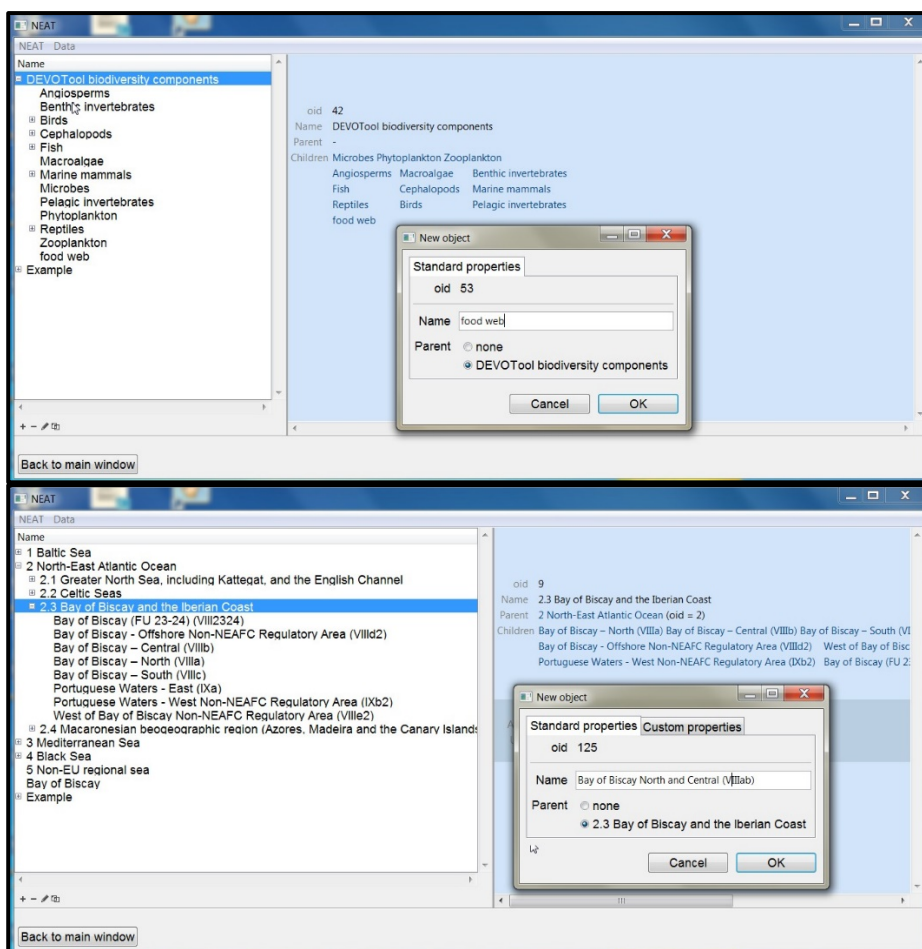 NEAT
NEAT Data
Name
DEVOTool biodiversity components
Angiosperms
Benthic invertebrates
Birds
Cephalopods
Fish
Macroalgae
Marine mammals
Microbes
Pelagic invertebrates
Phytoplankton
Reptiles
Zooplankton
food web
Example
oid 42
Name DEVOTool biodiversity components
Parent -
Children Microbes Phytoplankton Zooplankton
Angiosperms Macroalgae Benthic invertebrates
Fish Cephalopods Marine mammals
Reptiles Birds Pelagic invertebrates
food web
New object
Standard properties
oid 53
Name food web
Parent none
DEVOTool biodiversity components
Cancel OK
Back to main window
NEAT
NEAT Data
Name
1 Baltic Sea
2 North-East Atlantic Ocean
2.1 Greater North Sea, including Kattegat, and the English Channel
2.2 Celtic Seas
2.3 Bay of Biscay and the Iberian Coast
Bay of Biscay (FU 23-24) (VIII2324)
Bay of Biscay - Offshore Non-NEAFC Regulatory Area (VIIId2)
Bay of Biscay – Central (VIIIb)
Bay of Biscay – North (VIIIa)
Bay of Biscay – South (VIIIc)
Portuguese Waters - East (IXa)
Portuguese Waters - West Non-NEAFC Regulatory Area (IXb2)
West of Bay of Biscay Non-NEAFC Regulatory Area (VIIIe2)
2.4 Macaronesian beogeographic region (Azores, Madeira and the Canary Islands
3 Mediterranean Sea
4 Black Sea
5 Non-EU regional sea
Bay of Biscay
Example
oid 9
Name 2.3 Bay of Biscay and the Iberian Coast
Parent 2 North-East Atlantic Ocean (oid = 2)
Children Bay of Biscay – North (VIIIa) Bay of Biscay – Central (VIIIb) Bay of Biscay – South (VI
Bay of Biscay - Offshore Non-NEAFC Regulatory Area (VIIId2) West of Bay of Bisc
Portuguese Waters - West Non-NEAFC Regulatory Area (IXb2) Bay of Biscay (FU 2
New object
Standard properties Custom properties
oid 125
Name Bay of Biscay North and Central (VIIIab)
Parent none
2.3 Bay of Biscay and the Iberian Coast
Cancel OK
Back to main window